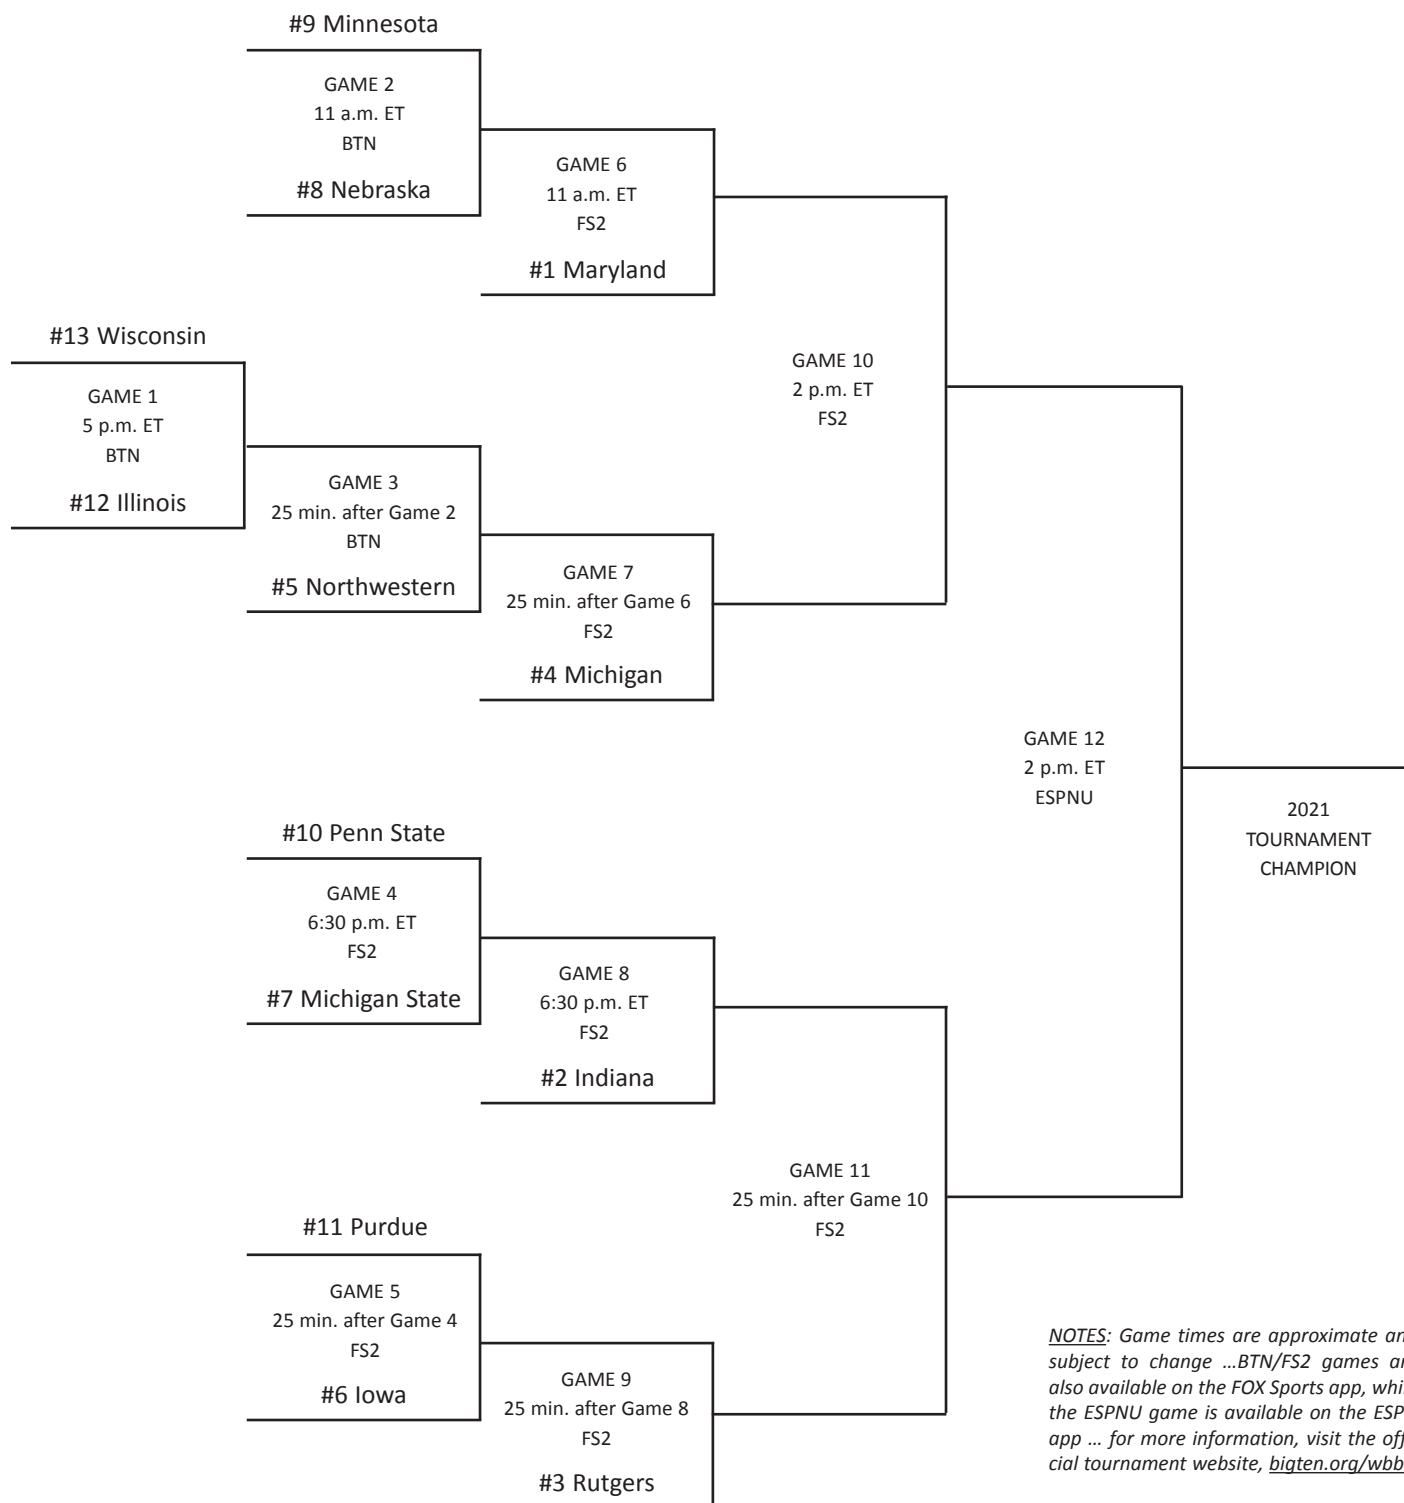 #9 Minnesota
GAME 2
11 a.m. ET
BTN
#8 Nebraska
GAME 6
11 a.m. ET
FS2
#1 Maryland
#13 Wisconsin
GAME 1
5 p.m. ET
BTN
#12 Illinois
GAME 3
25 min. after Game 2
BTN
#5 Northwestern
GAME 7
25 min. after Game 6
FS2
#4 Michigan
GAME 10
2 p.m. ET
FS2
GAME 12
2 p.m. ET
ESPNU
2021
TOURNAMENT
CHAMPION
#10 Penn State
GAME 4
6:30 p.m. ET
FS2
#7 Michigan State
GAME 8
6:30 p.m. ET
FS2
#2 Indiana
GAME 11
25 min. after Game 10
FS2
#11 Purdue
GAME 5
25 min. after Game 4
FS2
#6 Iowa
GAME 9
25 min. after Game 8
FS2
#3 Rutgers
NOTES: Game times are approximate an
subject to change ...BTN/FS2 games a
also available on the FOX Sports app, whi
the ESPNU game is available on the ESP
app ... for more information, visit the off
cial tournament website, bigten.org/wbb